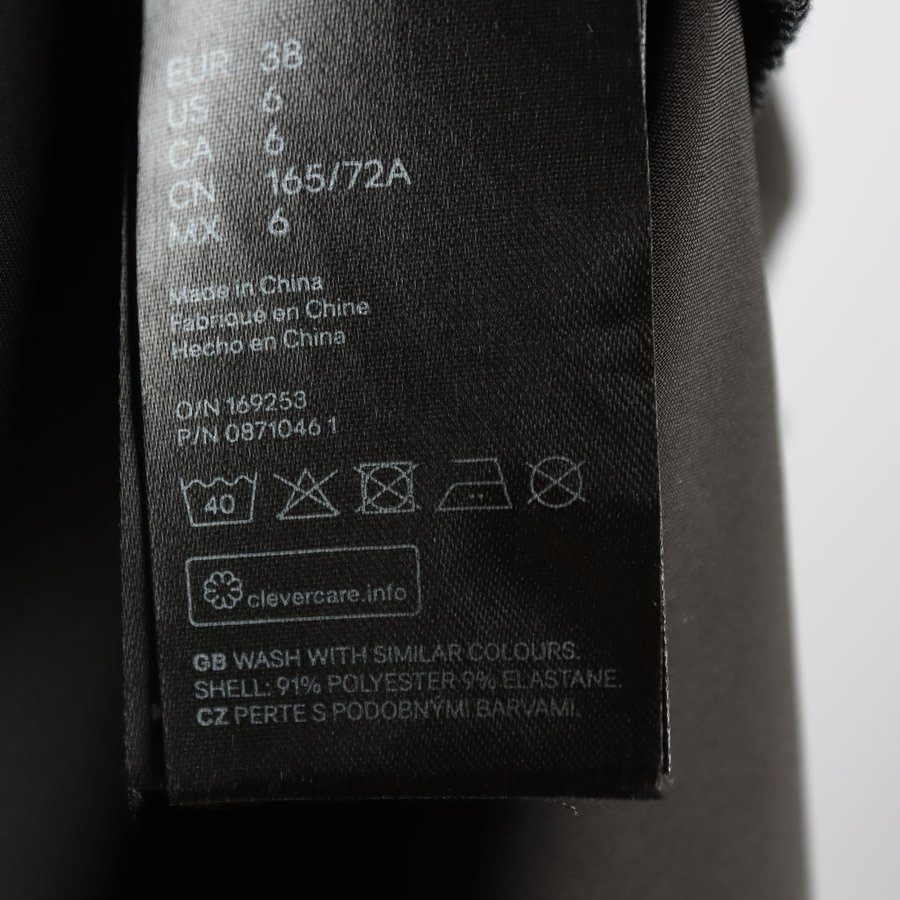 EUR 38
US 6
CA 6
CN 165/72A
MX 6
Made in China
Fabriqué en Chine
Hecho en China
O/N 169253
P/N 0871046 1
40
clevercare.info
GB WASH WITH SIMILAR COLOURS.
SHELL: 91% POLYESTER 9% ELASTANE.
CZ PERTE S PODOBNÝMI BARVAMI.